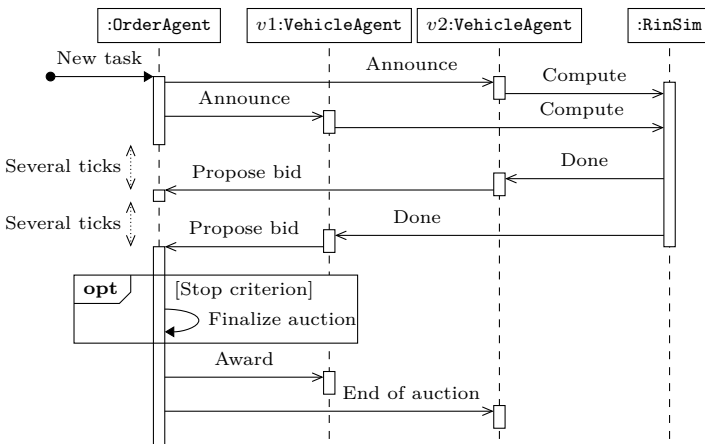 :OrderAgent
v1:VehicleAgent
v2:VehicleAgent
:RinSim
New task
Announce
Compute
Announce
Compute
Several ticks
Done
Propose bid
Several ticks
Done
Propose bid
opt
[Stop criterion]
Finalize auction
Award
End of auction